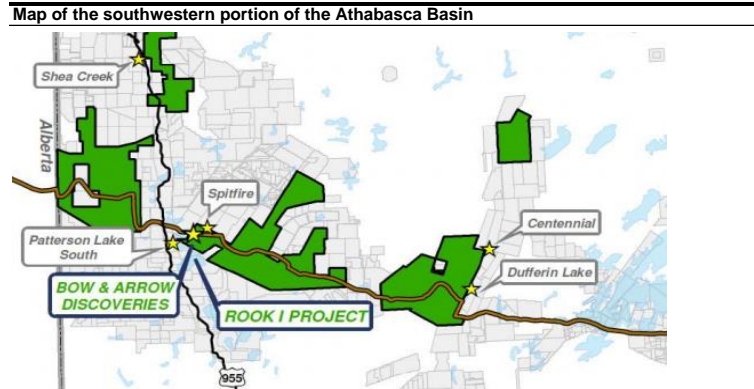 Map of the southwestern portion of the Athabasca Basin
Shea Creek
Alberta
Spitfire
Patterson Lake
South
Centennial
Dufferin Lake
BOW & ARROW
DISCOVERIES
ROOK I PROJECT
955